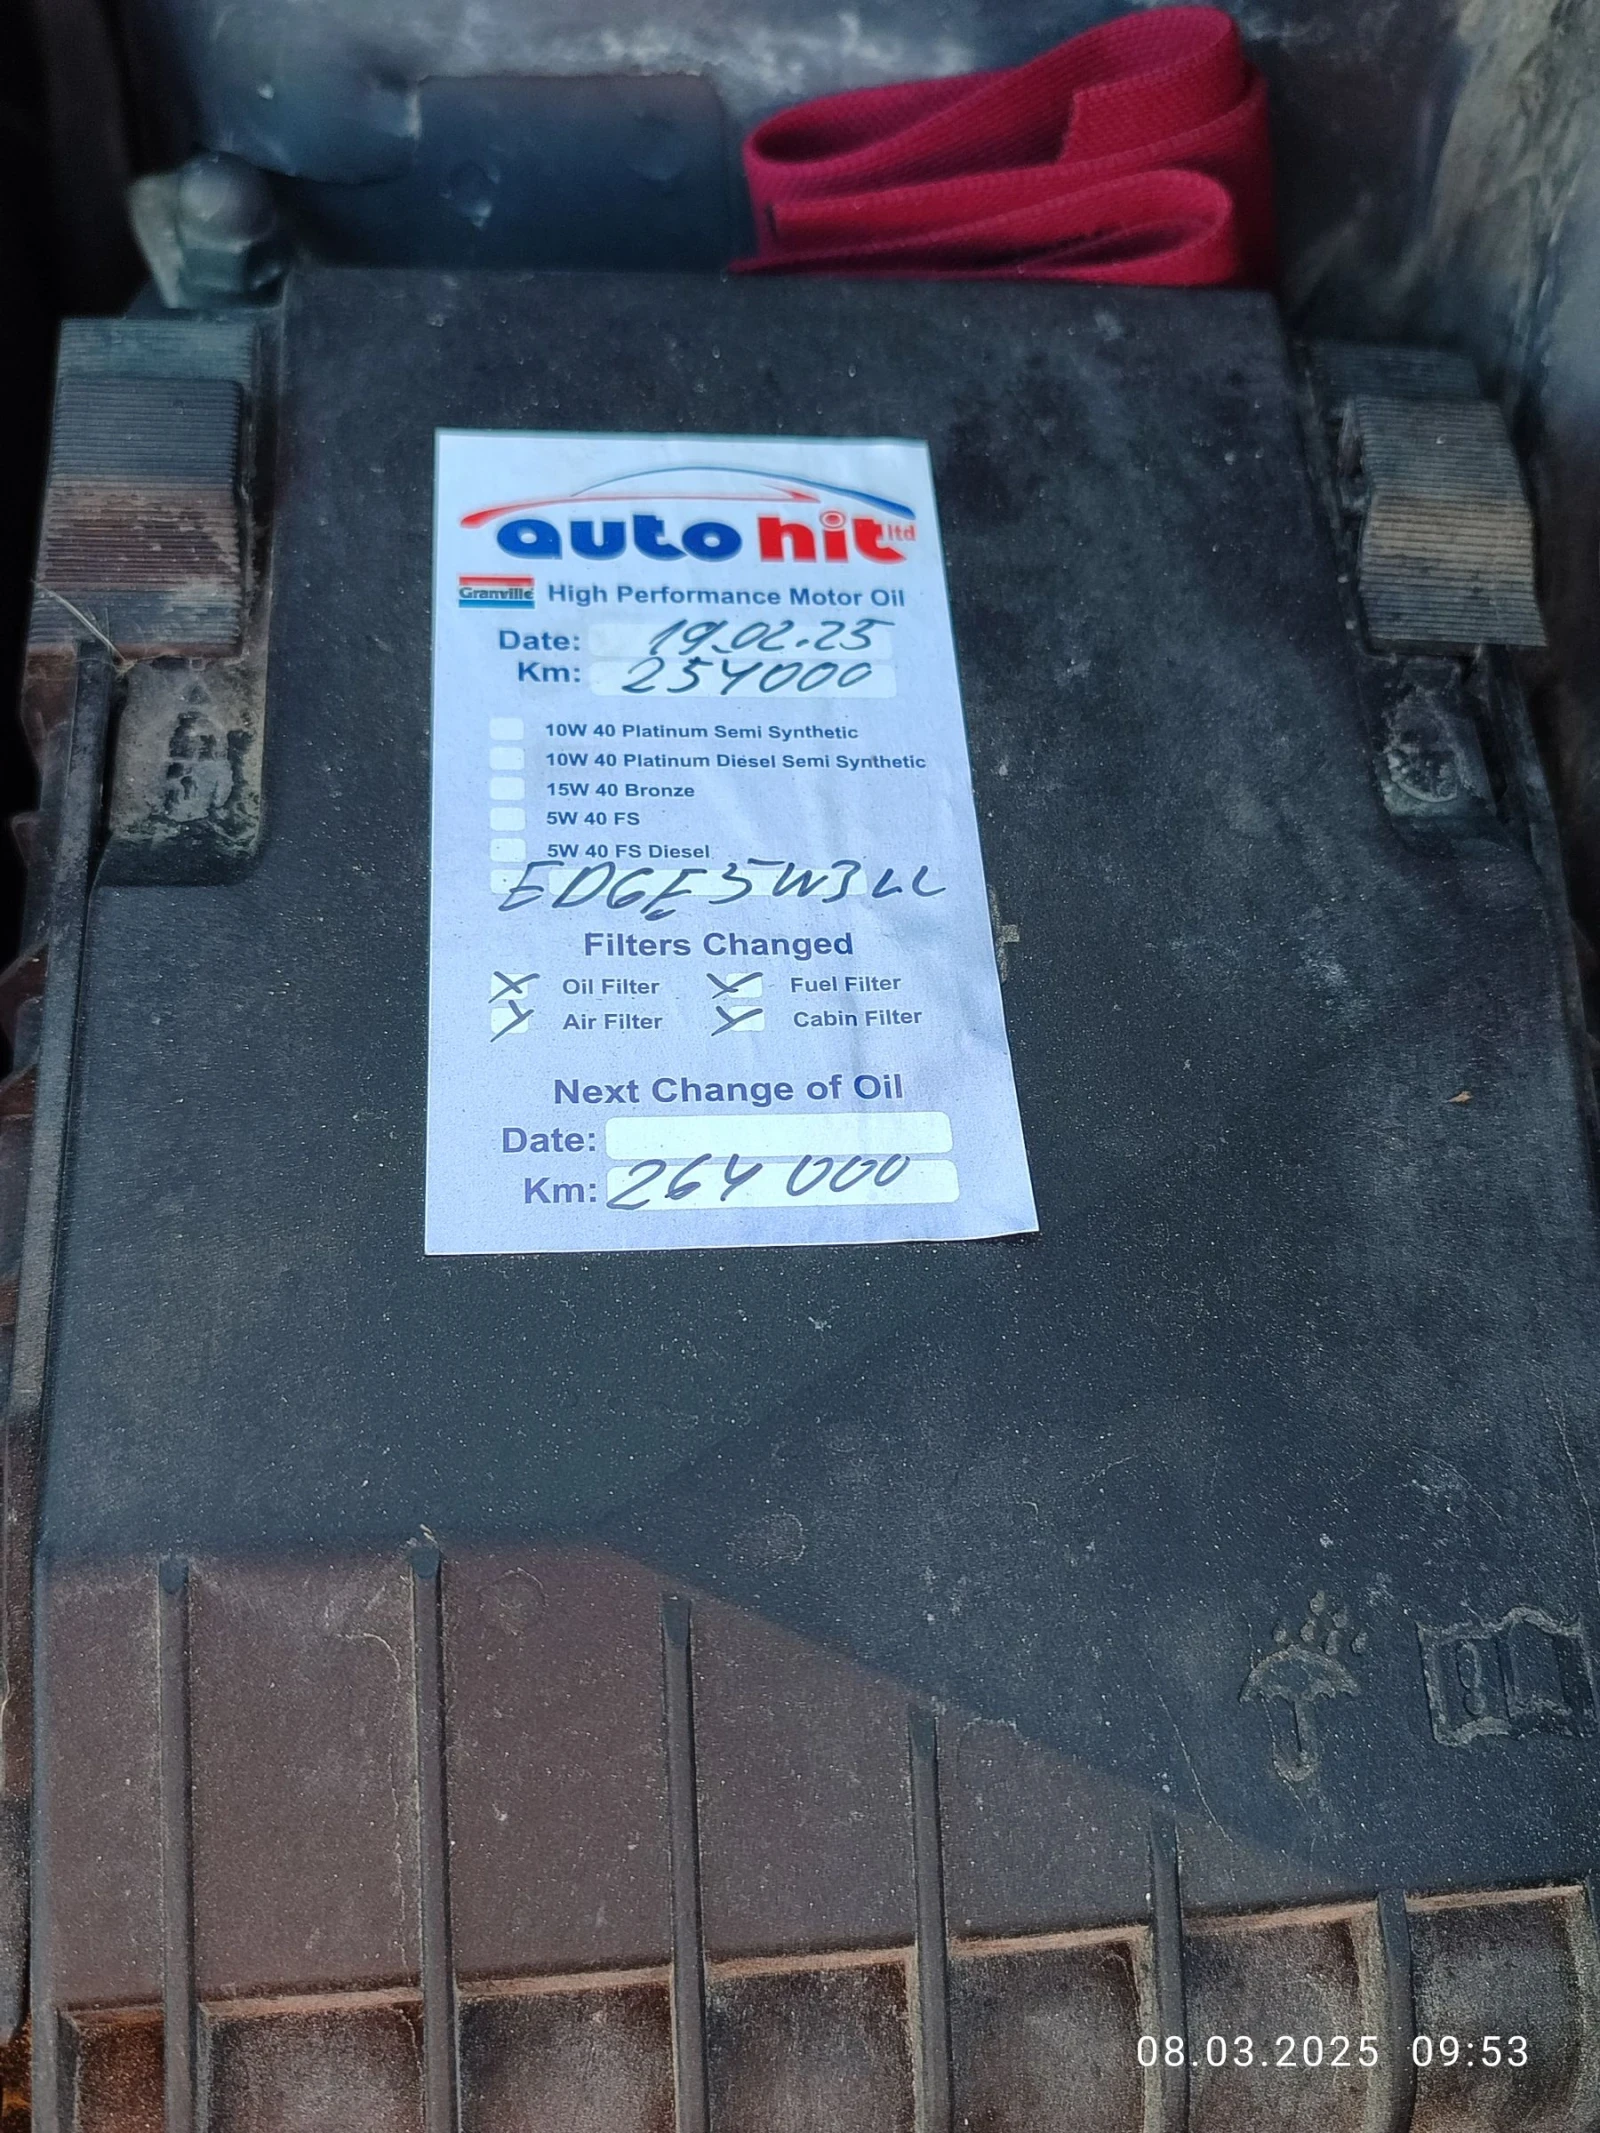 auto hit ltd
Granville High Performance Motor Oil
Date: 19.02.25
Km: 254000
10W 40 Platinum Semi Synthetic
10W 40 Platinum Diesel Semi Synthetic
15W 40 Bronze
5W 40 FS
5W 40 FS Diesel
EDGE 5W3 LL
Filters Changed
Oil Filter Fuel Filter
Air Filter Cabin Filter
Next Change of Oil
Date:
Km: 264 000
08.03.2025 09:53